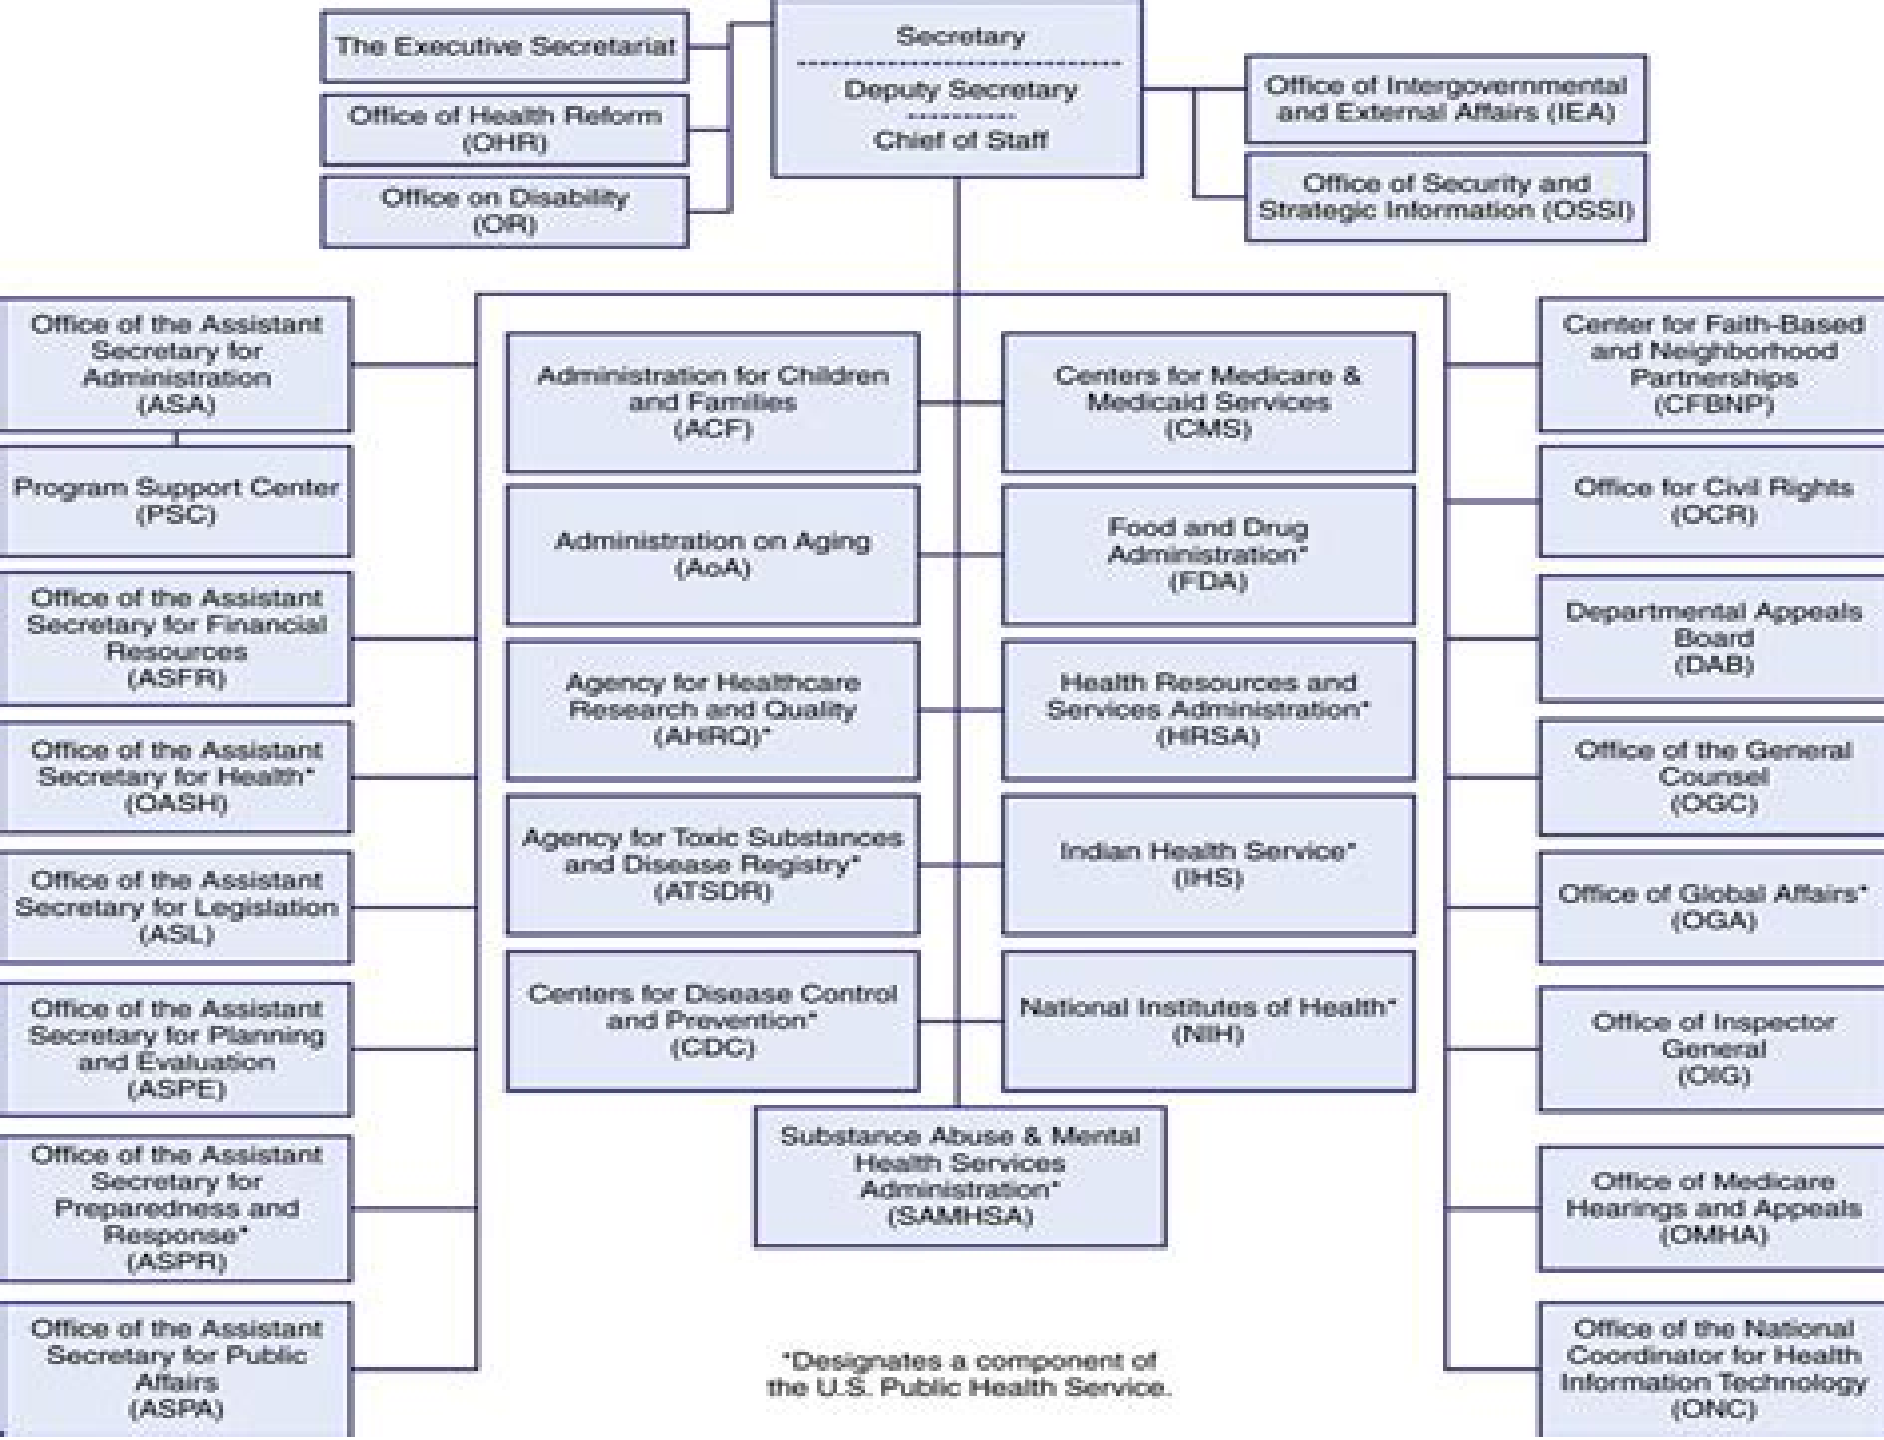 The Executive Secretariat
Office of Health Reform
(OHR)
Office on Disability
(OR)
Secretary
Deputy Secretary
Chief of Staff
Office of Intergovernmental
and External Affairs (IEA)
Office of Security and
Strategic Information (OSSI)
Office of the Assistant
Secretary for
Administration
(ASA)
Program Support Center
(PSC)
Office of the Assistant
Secretary for Financial
Resources
(ASFR)
Office of the Assistant
Secretary for Health*
(OASH)
Office of the Assistant
Secretary for Legislation
(ASL)
Office of the Assistant
Secretary for Planning
and Evaluation
(ASPE)
Office of the Assistant
Secretary for
Preparedness and
Response*
(ASPR)
Office of the Assistant
Secretary for Public
Affairs
(ASPA)
Administration for Children
and Families
(ACF)
Administration on Aging
(AoA)
Agency for Healthcare
Research and Quality
(AHRQ)*
Agency for Toxic Substances
and Disease Registry*
(ATSDR)
Centers for Disease Control
and Prevention*
(CDC)
Centers for Medicare &
Medicaid Services
(CMS)
Food and Drug
Administration*
(FDA)
Health Resources and
Services Administration*
(HRSA)
Indian Health Service*
(IHS)
National Institutes of Health*
(NIH)
Substance Abuse & Mental
Health Services
Administration*
(SAMHSA)
Center for Faith-Based
and Neighborhood
Partnerships
(CFBNP)
Office for Civil Rights
(OCR)
Departmental Appeals
Board
(DAB)
Office of the General
Counsel
(OGC)
Office of Global Affairs*
(OGA)
Office of Inspector
General
(OIG)
Office of Medicare
Hearings and Appeals
(OMHA)
Office of the National
Coordinator for Health
Information Technology
(ONC)
*Designates a component of
the U.S. Public Health Service.